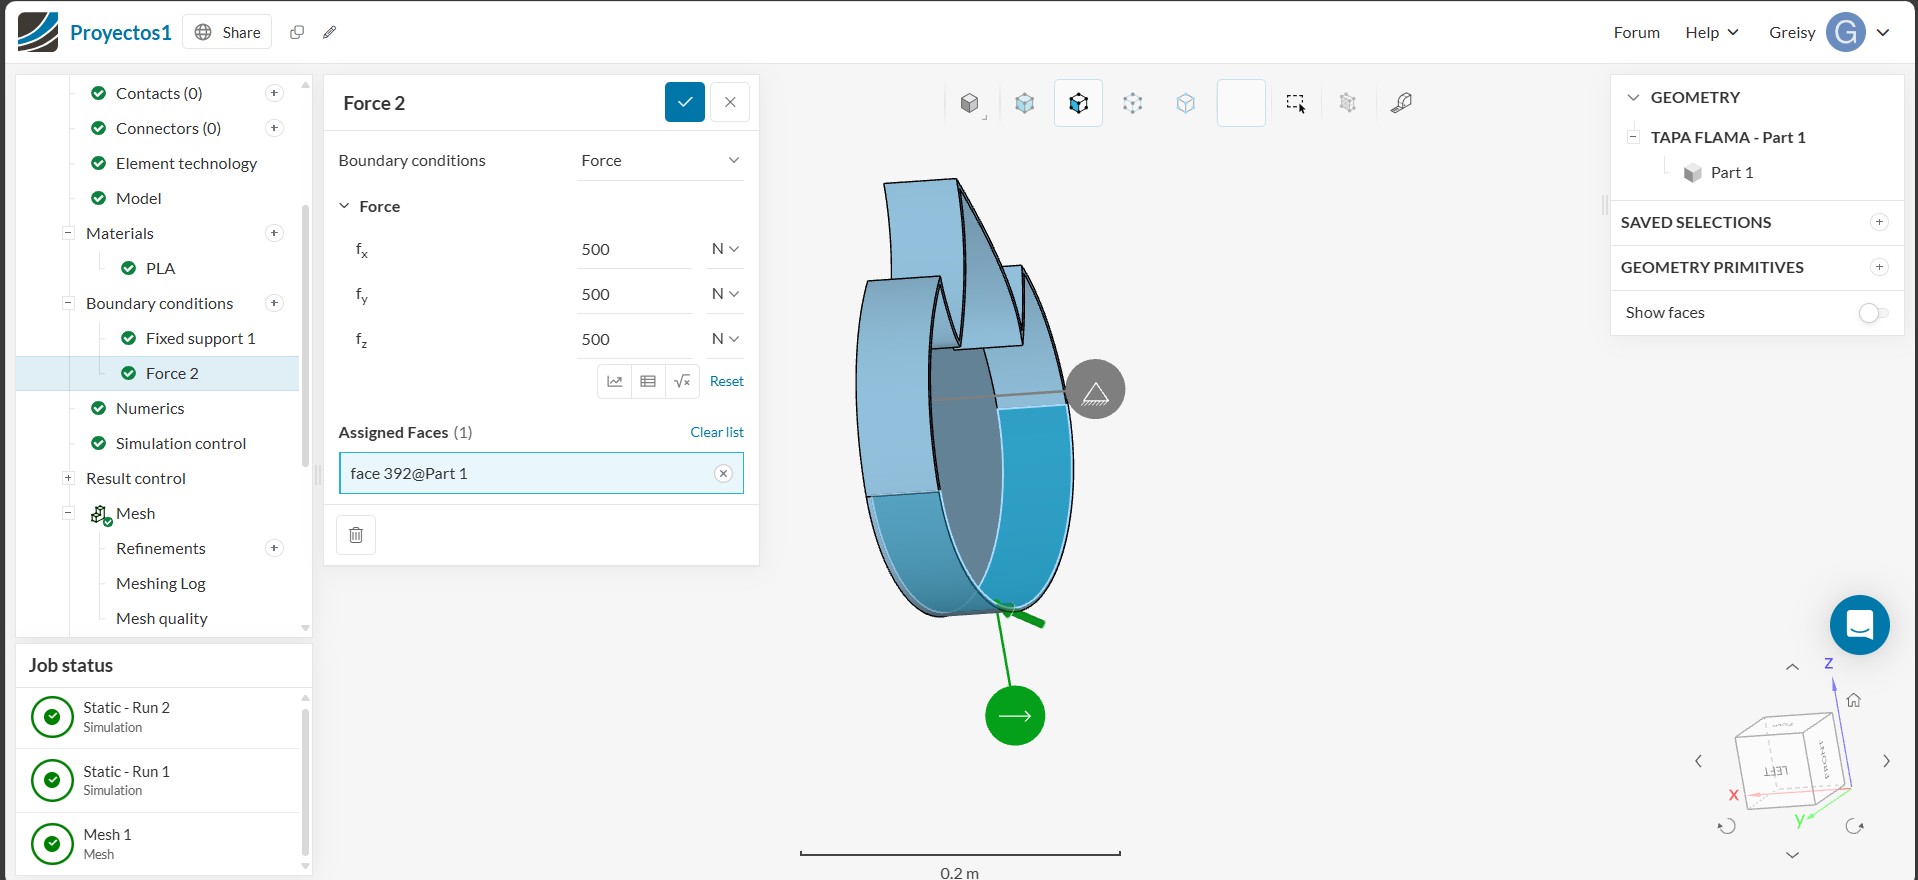 Proyectos1
Share
Forum
Help
Greisy
G
Contacts (0)
Connectors (0)
Element technology
Model
Materials
PLA
Boundary conditions
Fixed support 1
Force 2
Numerics
Simulation control
Result control
Mesh
Refinements
Meshing Log
Mesh quality
Job status
Static - Run 2
Simulation
Static - Run 1
Simulation
Mesh 1
Mesh
Force 2
Boundary conditions
Force
Force
fx
500
N
fy
500
N
fz
500
N
√x
Reset
Assigned Faces (1)
Clear list
face 392@Part 1
0.2 m
GEOMETRY
TAPA FLAMA - Part 1
Part 1
SAVED SELECTIONS
GEOMETRY PRIMITIVES
Show faces
Z
LEFT
FRONT
X
Y